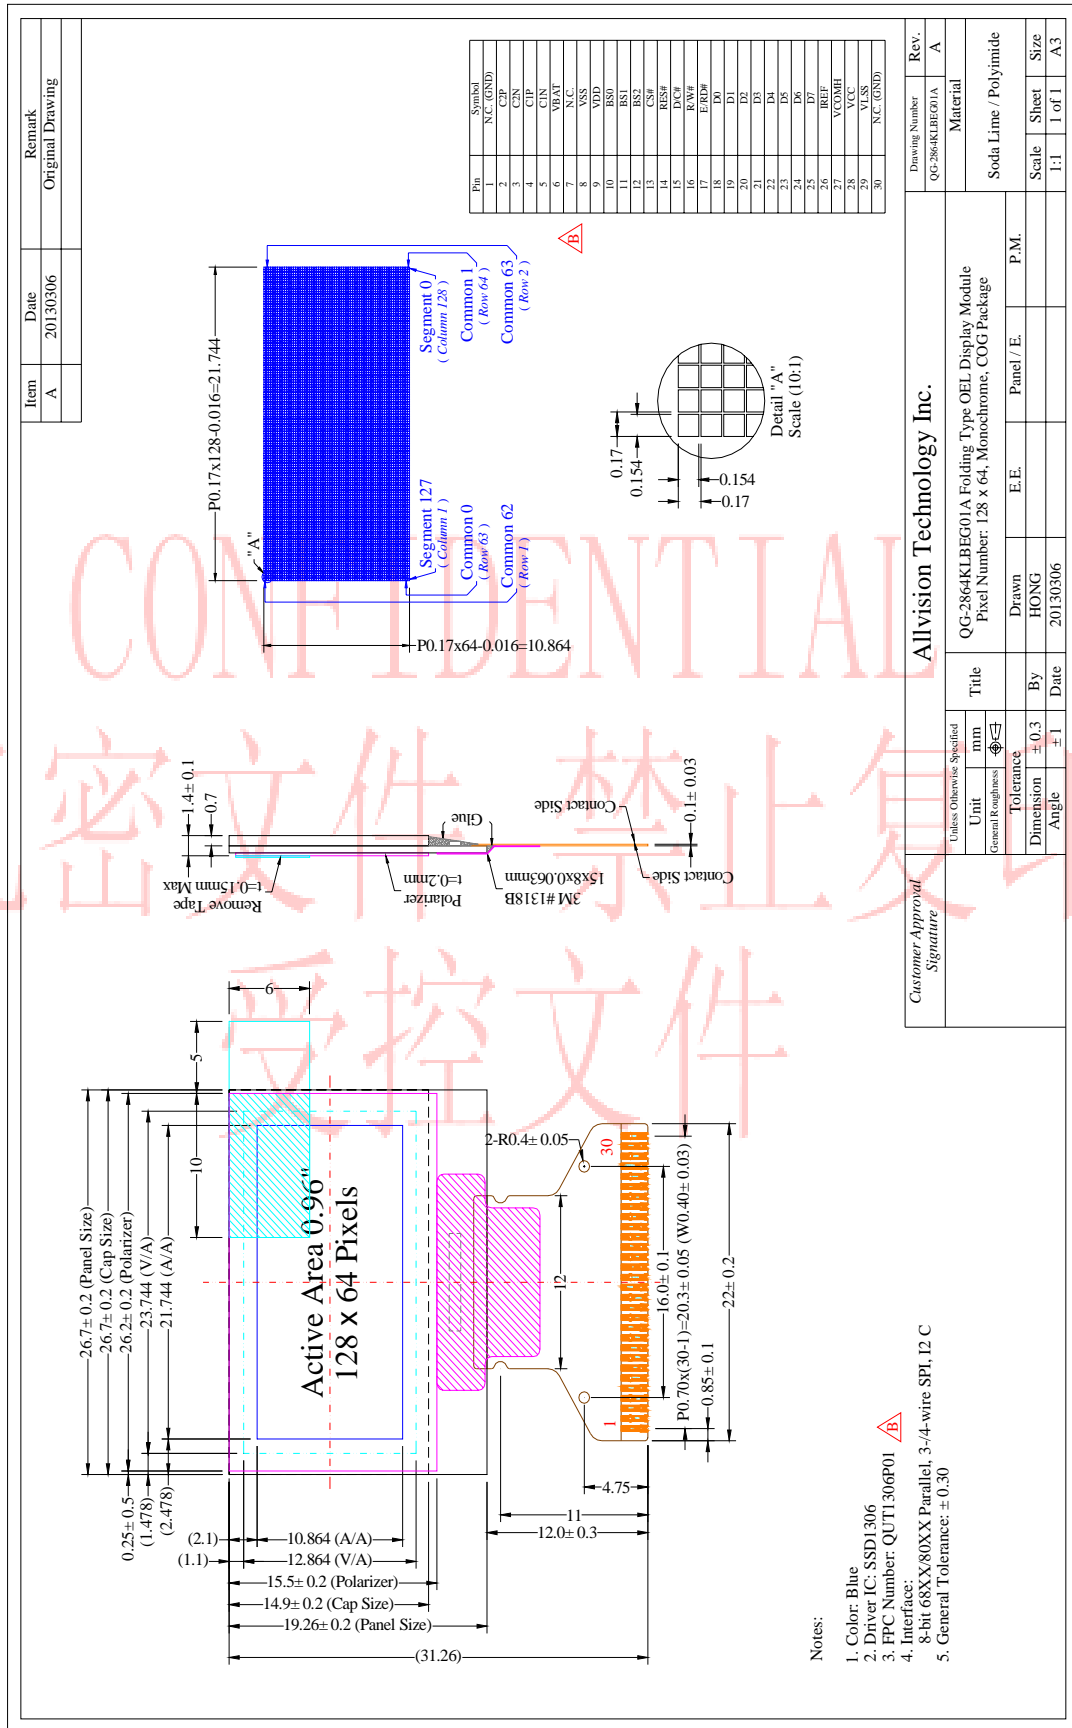 Item
Date
Remark
A
20130306
Original Drawing
26.7±0.2 (Panel Size)
26.7±0.2 (Cap Size)
26.2±0.2 (Polarizer)
23.744 (V/A)
21.744 (A/A)
0.25±0.5
(1.478)
(2.478)
10
5
6
(2.1)
(1.1)
10.864 (A/A)
12.864 (V/A)
15.5±0.2 (Polarizer)
14.9±0.2 (Cap Size)
19.26±0.2 (Panel Size)
(31.26)
Active Area 0.96"
128 x 64 Pixels
12
2-R0.4±0.05
1
30
4.75
11
12.0±0.3
16.0±0.1
P0.70x(30-1)=20.3±0.05 (W0.40±0.03)
0.85±0.1
22±0.2
1.4±0.1
0.7
Remove Tape
t=0.15mm Max
Polarizer
t=0.2mm
3M #1318B
15x8x0.063mm
Glue
Contact Side
Contact Side
0.1±0.03
P0.17x128-0.016=21.744
"A"
P0.17x64-0.016=10.864
Segment 127
( Column 1 )
Common 0
( Row 63 )
Common 62
( Row 1 )
Segment 0
( Column 128 )
Common 1
( Row 64 )
Common 63
( Row 2 )
0.17
0.154
0.154
0.17
Detail "A"
Scale (10:1)
B
Pin Symbol
1 N.C. (GND)
2 C2P
3 C2N
4 C1P
5 C1N
6 VBAT
7 N.C.
8 VSS
9 VDD
10 BS0
11 BS1
12 BS2
13 CS#
14 RES#
15 D/C#
16 R/W#
17 E/RD#
18 D0
19 D1
20 D2
21 D3
22 D4
23 D5
24 D6
25 D7
26 IREF
27 VCOMH
28 VCC
29 VLSS
30 N.C. (GND)
Notes:
1. Color: Blue
2. Driver IC: SSD1306
3. FPC Number: QUT1306P01
B
4. Interface:
8-bit 68XX/80XX Parallel, 3-/4-wire SPI, I2 C
5. General Tolerance: ± 0.30
Customer Approval
Signature
Allvision Technology Inc.
Drawing Number
QG-2864KLBEG01A
Rev.
A
Unless Otherwise Specified
Unit
mm
General Roughness
Tolerance
Dimension
±0.3
Angle
±1
Title
QG-2864KLBEG01A Folding Type OEL Display Module
Pixel Number: 128 x 64, Monochrome, COG Package
Material
Soda Lime / Polyimide
Drawn
E.E.
Panel / E.
P.M.
By
HONG
Date
20130306
Scale
Sheet
Size
1:1
1 of 1
A3
CONFIDENTIAL
密文件 禁止复印
受控文件